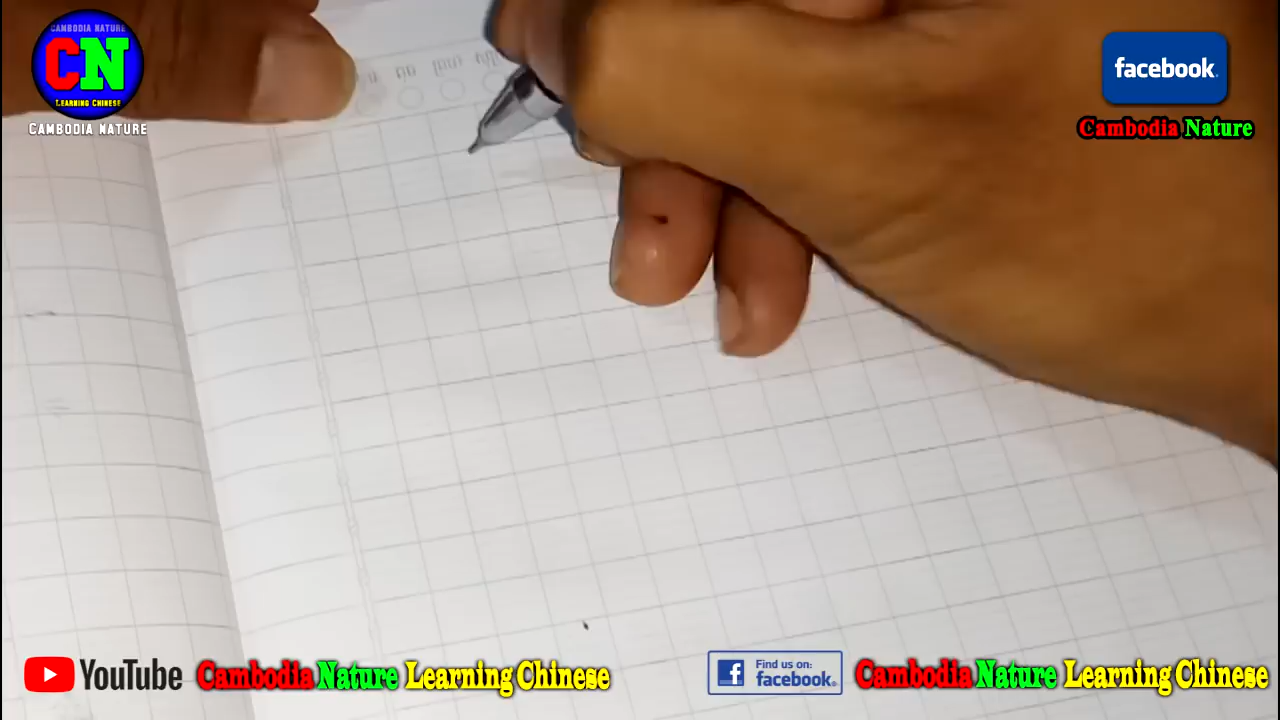 CAMBODIA NATURE
CN
LEARNING CHINESE
CAMBODIA NATURE
facebook
Cambodia Nature
YouTube
Cambodia Nature Learning Chinese
Find us on:
facebook
Cambodia Nature Learning Chinese